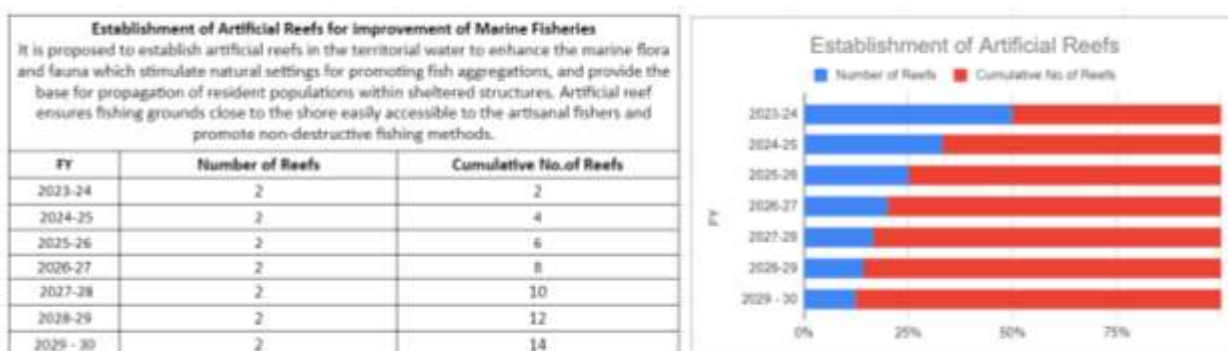 Establishment of Artificial Reefs for improvement of Marine Fisheries
It is proposed to establish artificial reefs in the territorial water to enhance the marine flora
and fauna which stimulate natural settings for promoting fish aggregations, and provide the
base for propagation of resident populations within sheltered structures. Artificial reef
ensures fishing grounds close to the shore easily accessible to the artisanal fishers and
promote non-destructive fishing methods.
FY Number of Reefs Cumulative No.of Reefs
2023-24 2 2
2024-25 2 4
2025-26 2 6
2026-27 2 8
2027-28 2 10
2028-29 2 12
2029 - 30 2 14
Establishment of Artificial Reefs
Number of Reefs Cumulative No of Reefs
2023-24
2024-25
2025-26
2026-27
2027-28
2028-29
2029 - 30
FY
0% 25% 50% 75%